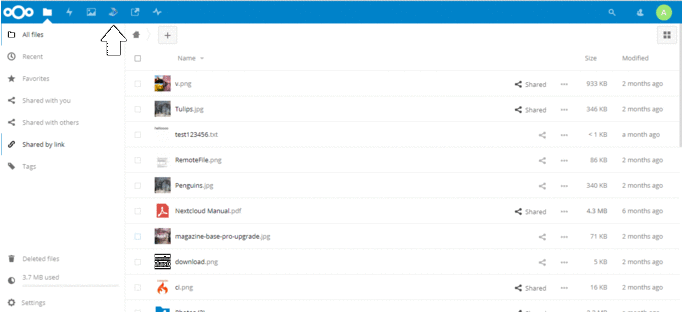 A
All files
Recent
Favorites
Shared with you
Shared with others
Shared by link
Tags
Deleted files
3.7 MB used
Settings
+
Name Size Modified
v.png Shared ... 933 KB 2 months ago
Tulips.jpg Shared ... 346 KB 2 months ago
test123456.txt ... < 1 KB a month ago
RemoteFile.png ... 86 KB 2 months ago
Penguins.jpg ... 340 KB 2 months ago
Nextcloud Manual.pdf Shared ... 4.3 MB 6 months ago
magazine-base-pro-upgrade.jpg ... 71 KB 2 months ago
download.png ... 5 KB 2 months ago
ci.png Shared ... 16 KB 2 months ago